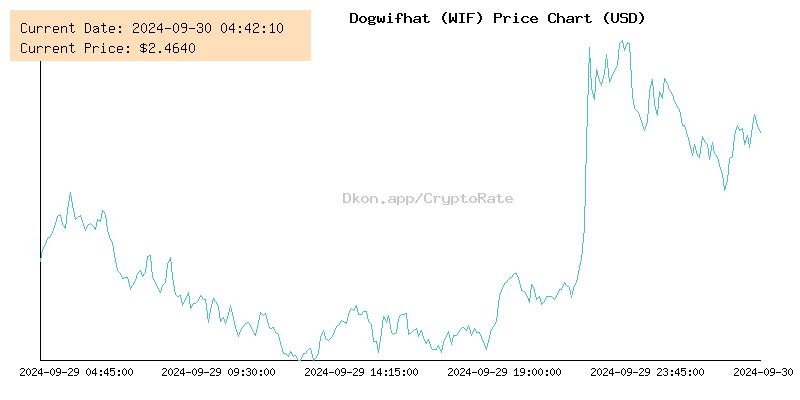 Dogwifhat (WIF) Price Chart (USD)
Current Date: 2024-09-30 04:42:10
Current Price: $2.4640
Dkon.app/CryptoRate
2024-09-29 04:45:00 2024-09-29 09:30:00 2024-09-29 14:15:00 2024-09-29 19:00:00 2024-09-29 23:45:00 2024-09-30